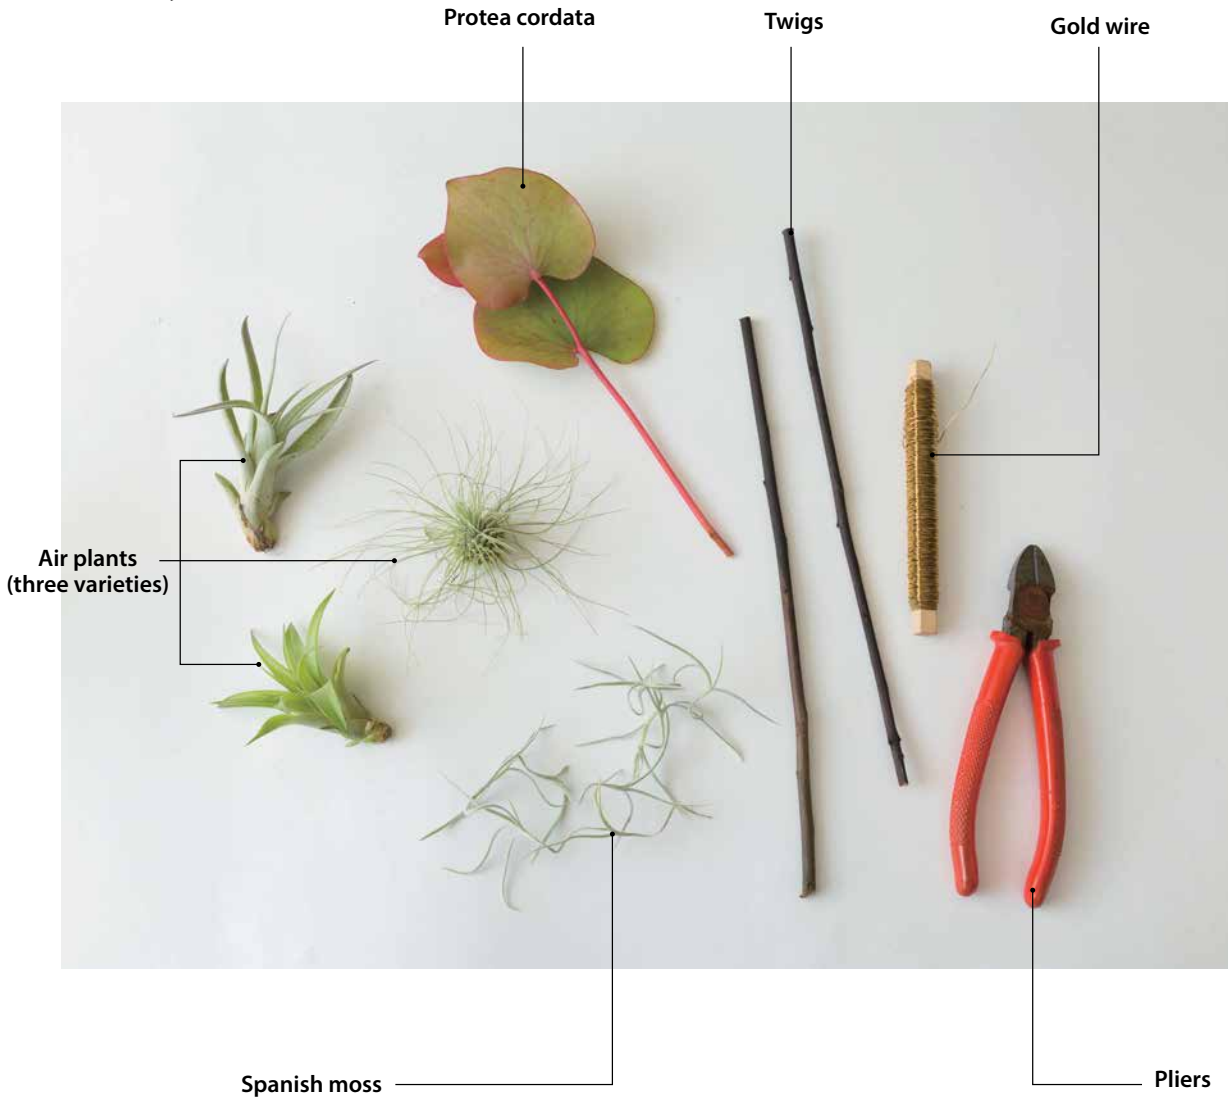 Protea cordata
Twigs
Gold wire
Air plants
(three varieties)
Spanish moss
Pliers